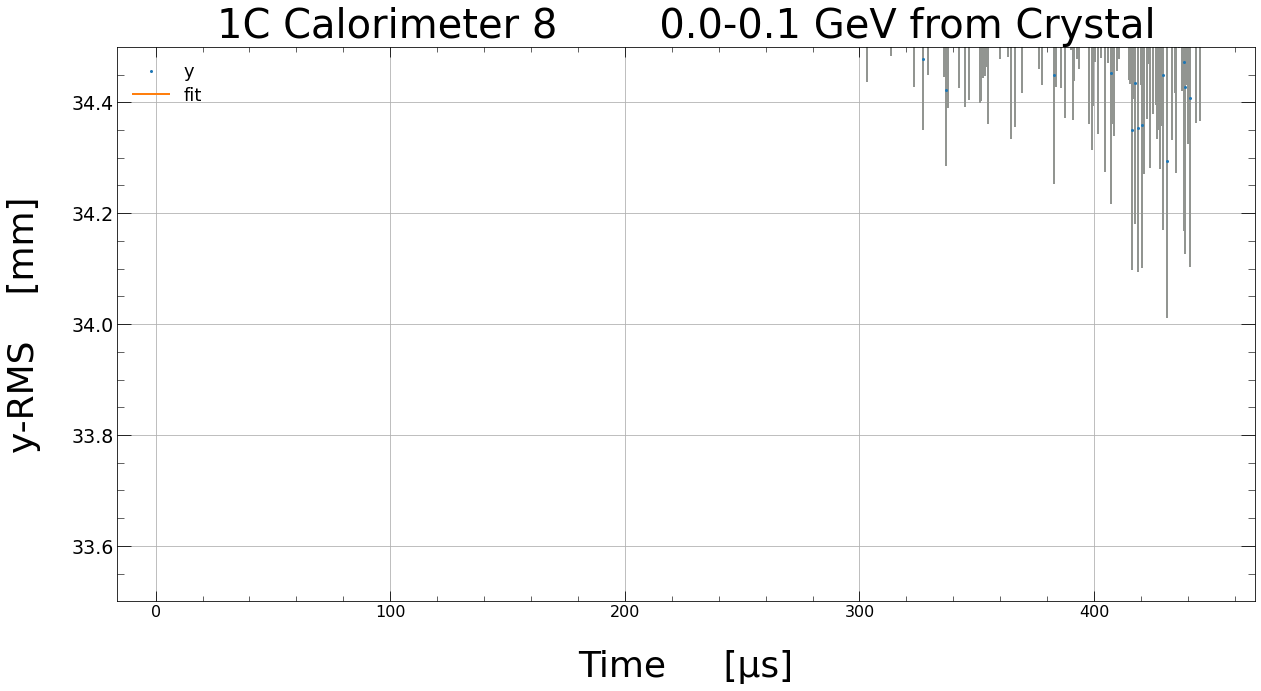 1C Calorimeter 8 0.0-0.1 GeV from Crystal
y
fit
34.4
34.2
34.0
33.8
33.6
y-RMS [mm]
0 100 200 300 400
Time [µs]